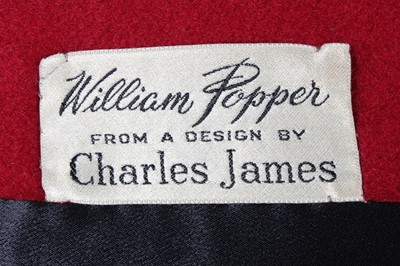 William Popper
FROM A DESIGN BY
Charles James